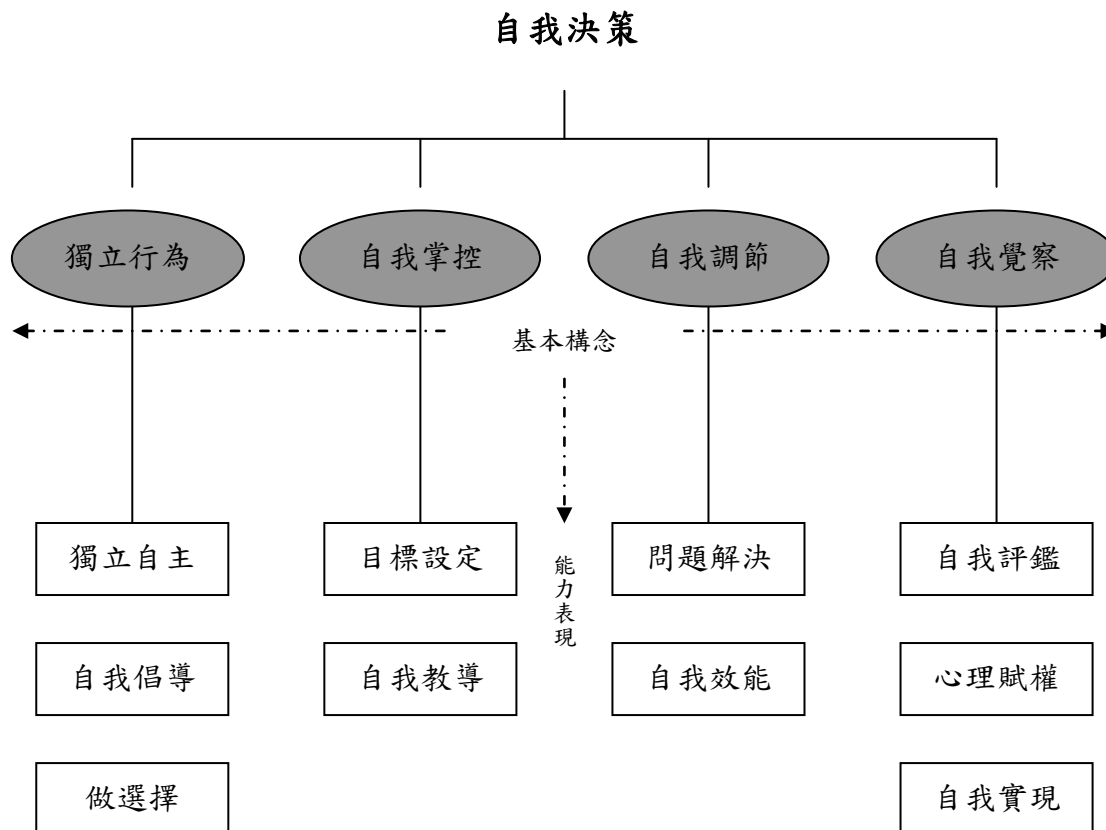 自我決策
獨立行為
自我掌控
自我調節
自我覺察
基本構念
能力表現
獨立自主
目標設定
問題解決
自我評鑑
自我倡導
自我教導
自我效能
心理賦權
做選擇
自我實現